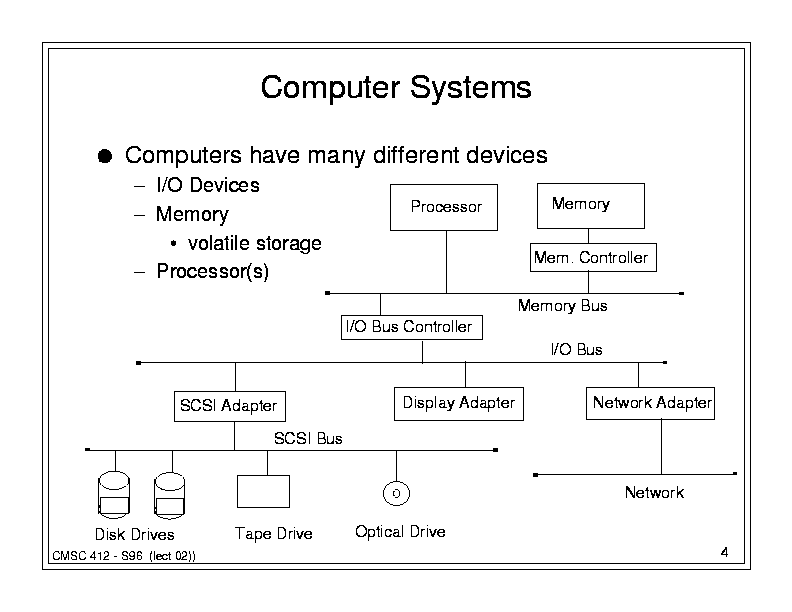 Computer Systems
● Computers have many different devices
– I/O Devices
– Memory
• volatile storage
– Processor(s)
Processor
Memory
Mem. Controller
Memory Bus
I/O Bus Controller
I/O Bus
SCSI Adapter
Display Adapter
Network Adapter
SCSI Bus
Network
Disk Drives
Tape Drive
Optical Drive
CMSC 412 - S96 (lect 02))
4